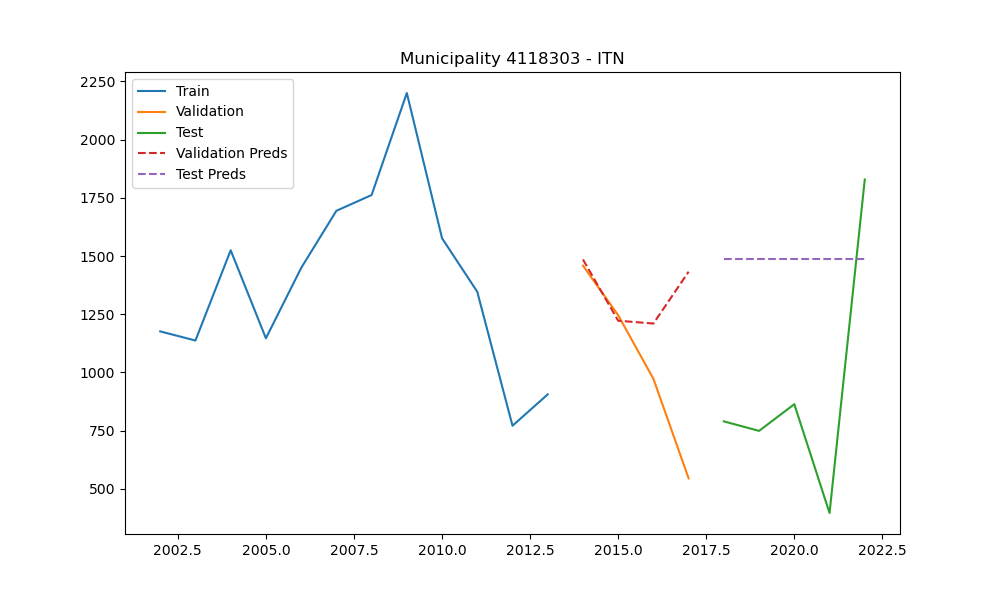 Municipality 4118303 - ITN
2250
2000
1750
1500
1250
1000
750
500
Train
Validation
Test
Validation Preds
Test Preds
2002.5 2005.0 2007.5 2010.0 2012.5 2015.0 2017.5 2020.0 2022.5